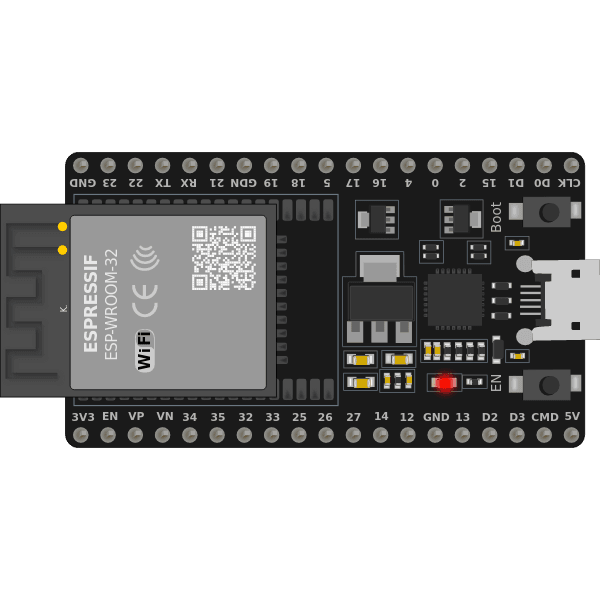 GND 23 22 TX RX 21 GDN 19 18 5 17 16 4 0 2 15 D1 D0 CLK
Boot
ESPRESSIF
ESP-WROOM-32
CE
WiFi
K.
EN
3V3 EN VP VN 34 35 32 33 25 26 27 14 12 GND 13 D2 D3 CMD 5V